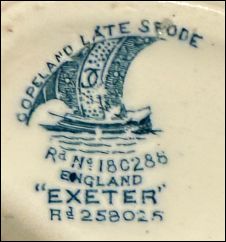 COPELAND LATE SPODE
Rd. No. 180288
ENGLAND
"EXETER"
Rd 258025